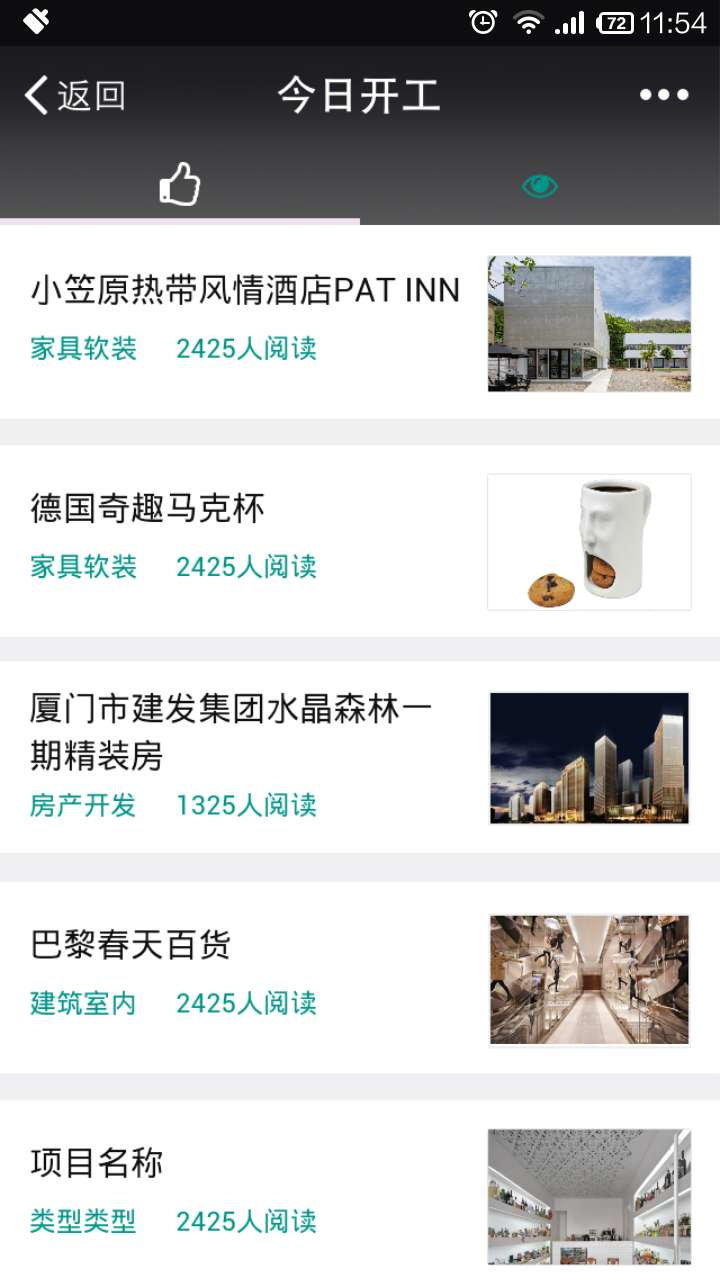 72 11:54
返回 今日开工
小笠原热带风情酒店PAT INN
家具软装 2425人阅读
德国奇趣马克杯
家具软装 2425人阅读
厦门市建发集团水晶森林一
期精装房
房产开发 1325人阅读
巴黎春天百货
建筑室内 2425人阅读
项目名称
类型类型 2425人阅读